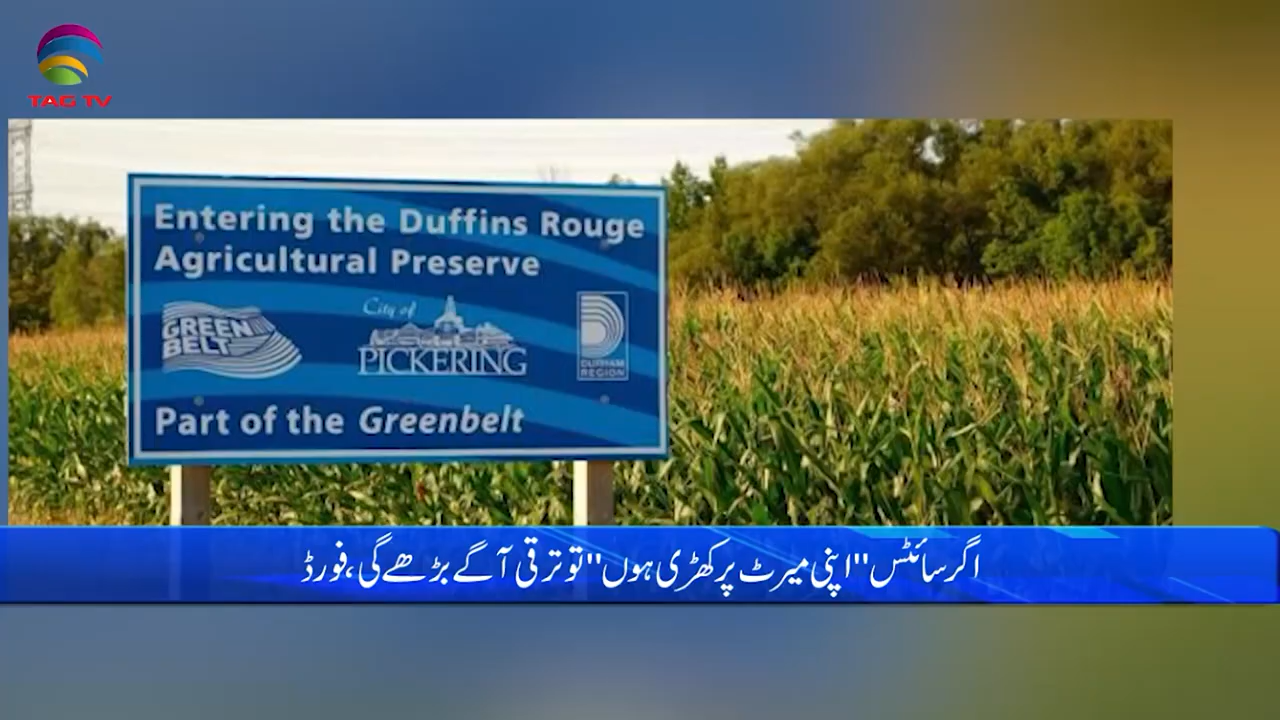 TAG TV
Entering the Duffins Rouge
Agricultural Preserve
GREEN
BELT
City of
PICKERING
DURHAM
REGION
Part of the Greenbelt
اگر سائٹس "اپنی میرٹ پر کھڑی ہوں" تو ترقی آگے بڑھے گی، فورڈ